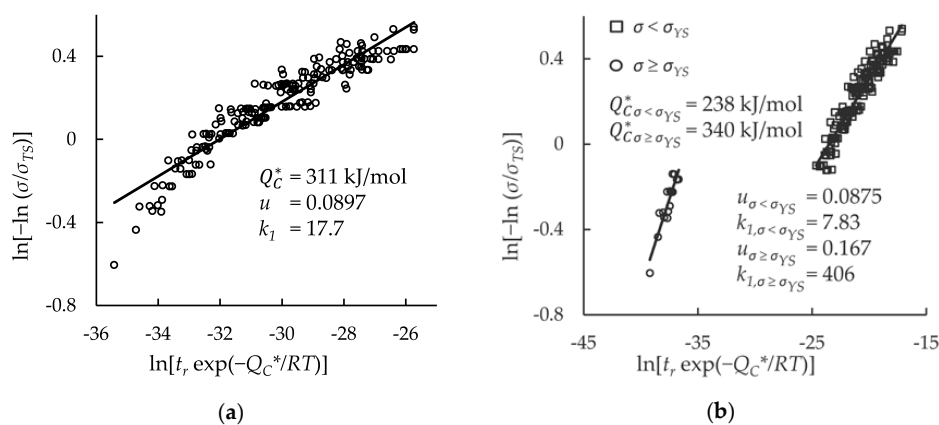 0.4
0
-0.4
-0.8
ln[−ln (σ/σTS)]
Q*C = 311 kJ/mol
u = 0.0897
k1 = 17.7
-36 -34 -32 -30 -28 -26
ln[tr exp(−QC*/RT)]
(a)
0.4
0
-0.4
-0.8
ln[−ln (σ/σTS)]
σ < σYS
σ ≥ σYS
Q*C σ<σYS = 238 kJ/mol
Q*C σ≥σYS = 340 kJ/mol
uσ<σYS = 0.0875
k1,σ<σYS = 7.83
uσ≥σYS = 0.167
k1,σ≥σYS = 406
-45 -35 -25 -15
ln[tr exp(−QC*/RT)]
(b)